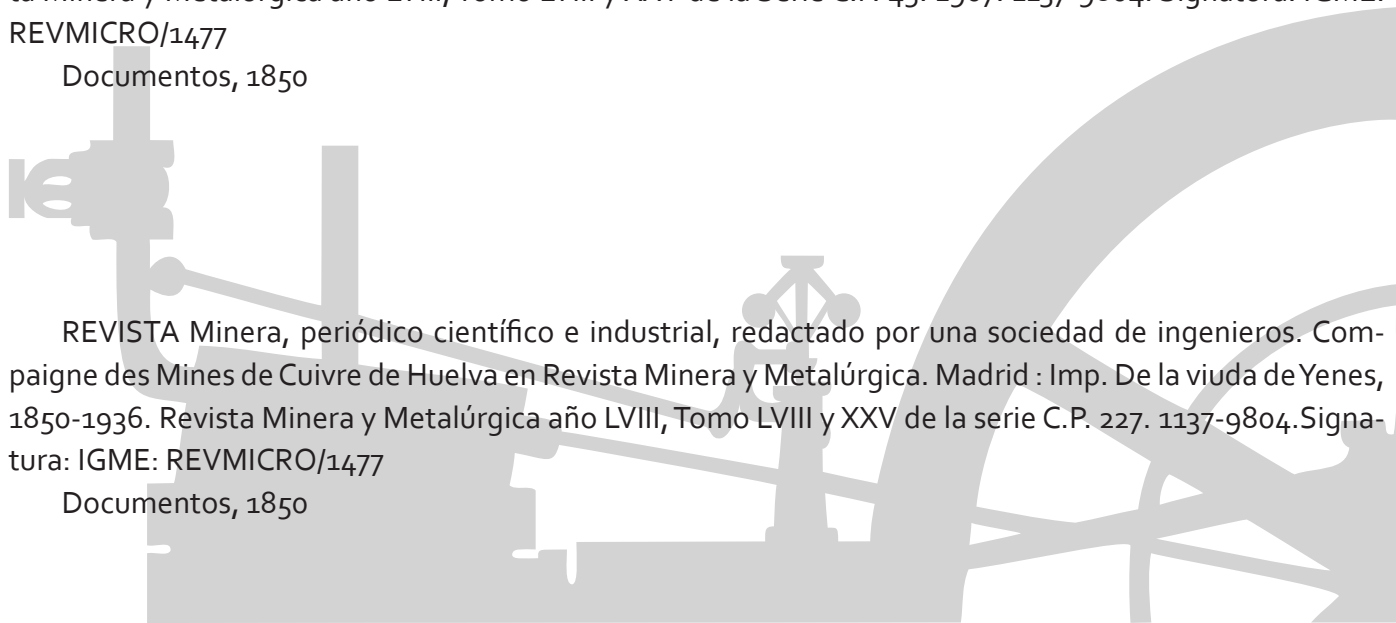 REVMICRO/1477
Documentos, 1850
REVISTA Minera, periódico científico e industrial, redactado por una sociedad de ingenieros. Com-
paigne des Mines de Cuivre de Huelva en Revista Minera y Metalúrgica. Madrid : Imp. De la viuda de Yenes,
1850-1936. Revista Minera y Metalúrgica año LVIII, Tomo LVIII y XXV de la serie C.P. 227. 1137-9804.Signa-
tura: IGME: REVMICRO/1477
Documentos, 1850